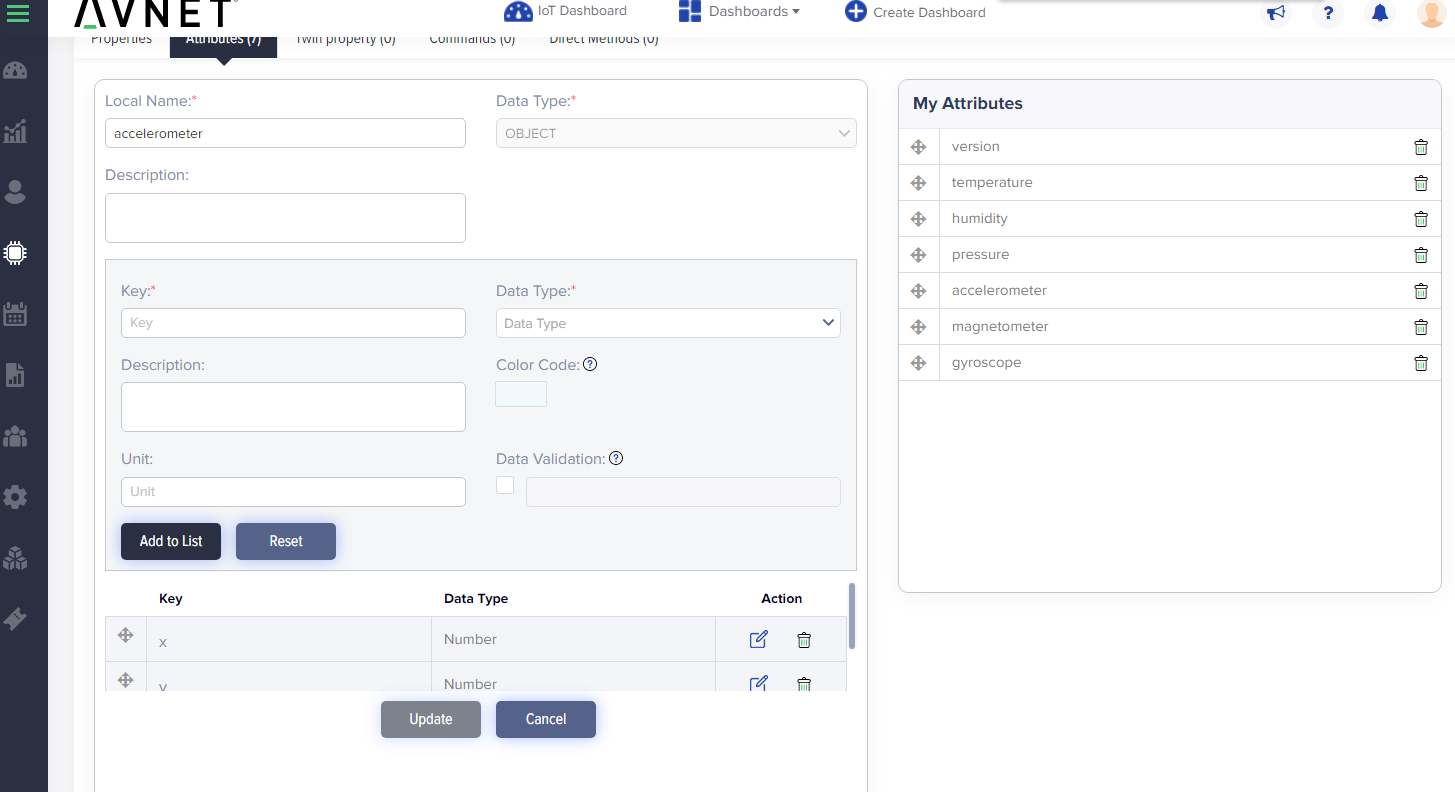 AVNET
IoT Dashboard
Dashboards
Create Dashboard
?
Properties
Attributes (7)
Twin property (0)
Commands (0)
Direct Methods (0)
Local Name:*
Data Type:*
accelerometer
OBJECT
Description:
Key:*
Data Type:*
Key
Data Type
Description:
Color Code: ?
Unit:
Data Validation: ?
Unit
Add to List
Reset
Key
Data Type
Action
x
Number
y
Number
Update
Cancel
My Attributes
version
temperature
humidity
pressure
accelerometer
magnetometer
gyroscope